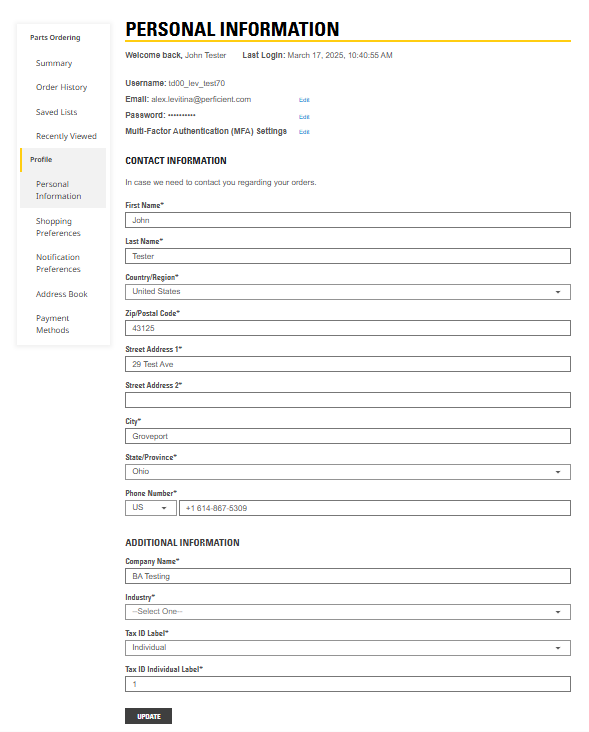 Parts Ordering
Summary
Order History
Saved Lists
Recently Viewed
Profile
Personal
Information
Shopping
Preferences
Notification
Preferences
Address Book
Payment
Methods
PERSONAL INFORMATION
Welcome back, John Tester Last Login: March 17, 2025, 10:40:55 AM
Username: td00_lev_test70
Email: alex.levitina@perficient.com Edit
Password: •••••••••• Edit
Multi-Factor Authentication (MFA) Settings Edit
CONTACT INFORMATION
In case we need to contact you regarding your orders.
First Name*
John
Last Name*
Tester
Country/Region*
United States
Zip/Postal Code*
43125
Street Address 1*
29 Test Ave
Street Address 2*
City*
Groveport
State/Province*
Ohio
Phone Number*
US +1 614-867-5309
ADDITIONAL INFORMATION
Company Name*
BA Testing
Industry*
--Select One--
Tax ID Label*
Individual
Tax ID Individual Label*
1
UPDATE